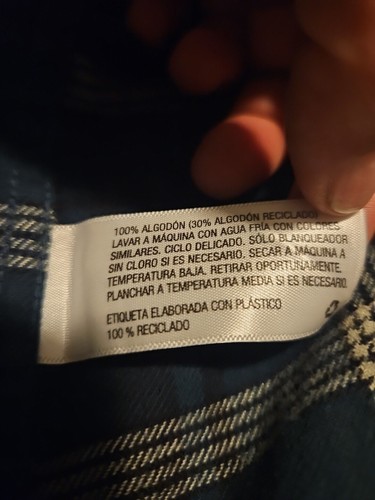 100% ALGODÓN (30% ALGODÓN RECICLADO)
LAVAR A MÁQUINA CON AGUA FRÍA CON COLORES
SIMILARES. CICLO DELICADO. SÓLO BLANQUEADOR
SIN CLORO SI ES NECESARIO. SECAR A MÁQUINA A
TEMPERATURA BAJA. RETIRAR OPORTUNAMENTE.
PLANCHAR A TEMPERATURA MEDIA SI ES NECESARIO.
ETIQUETA ELABORADA CON PLÁSTICO
100 % RECICLADO